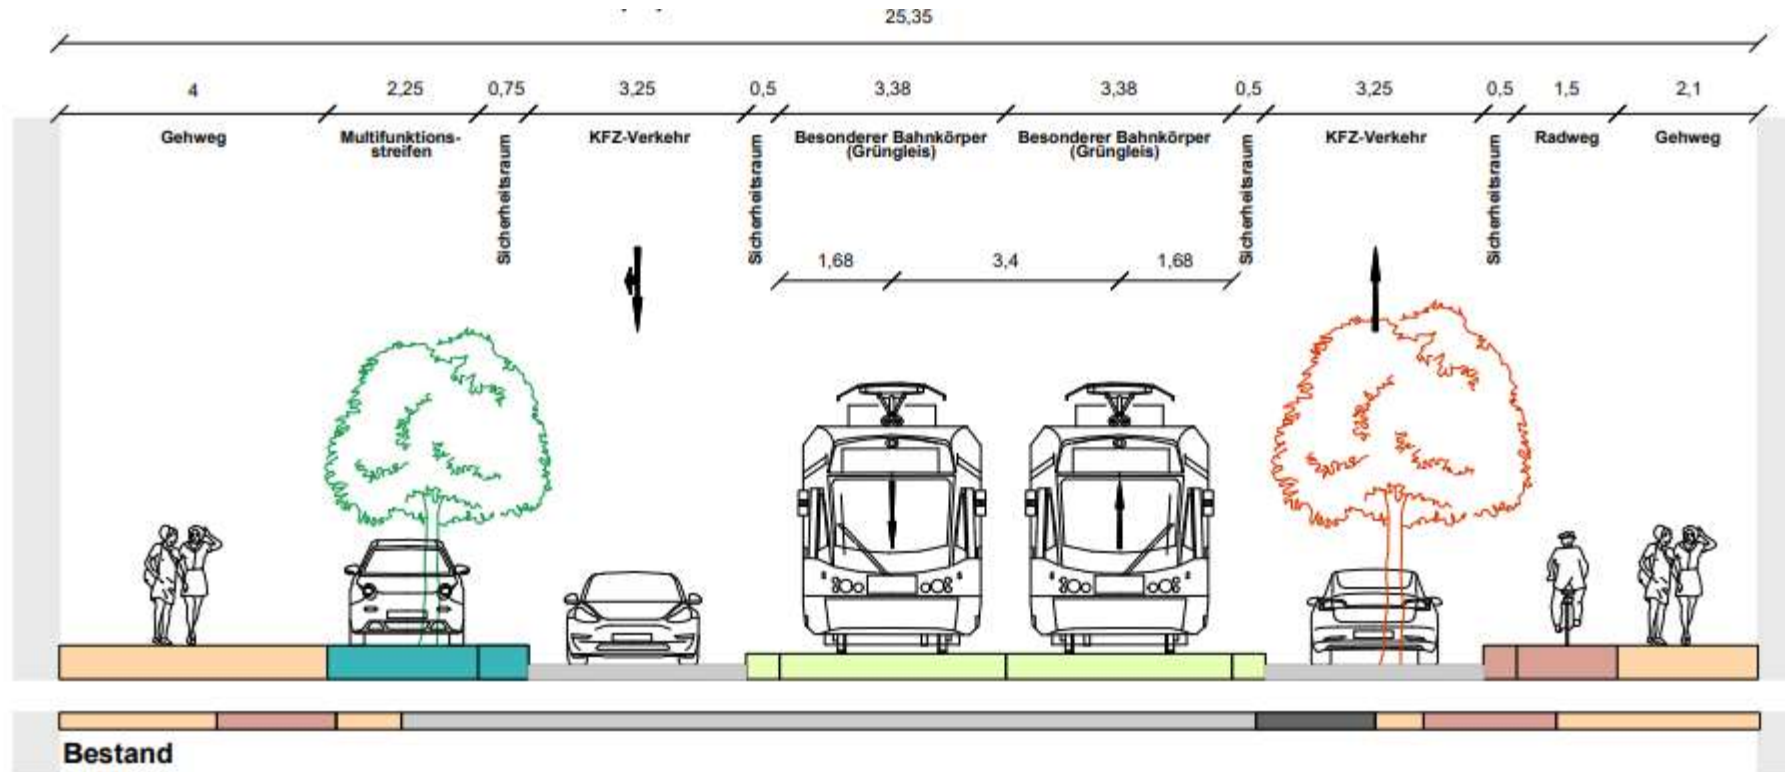 25,35
4 2,25 0,75 3,25 0,5 3,38 3,38 0,5 3,25 0,5 1,5 2,1
Gehweg
Multifunktions-
streifen
Sicherheitsraum
KFZ-Verkehr
Sicherheitsraum
Besonderer Bahnkörper
(Grüngleis)
Besonderer Bahnkörper
(Grüngleis)
Sicherheitsraum
KFZ-Verkehr
Sicherheitsraum
Radweg
Gehweg
1,68 3,4 1,68
Bestand